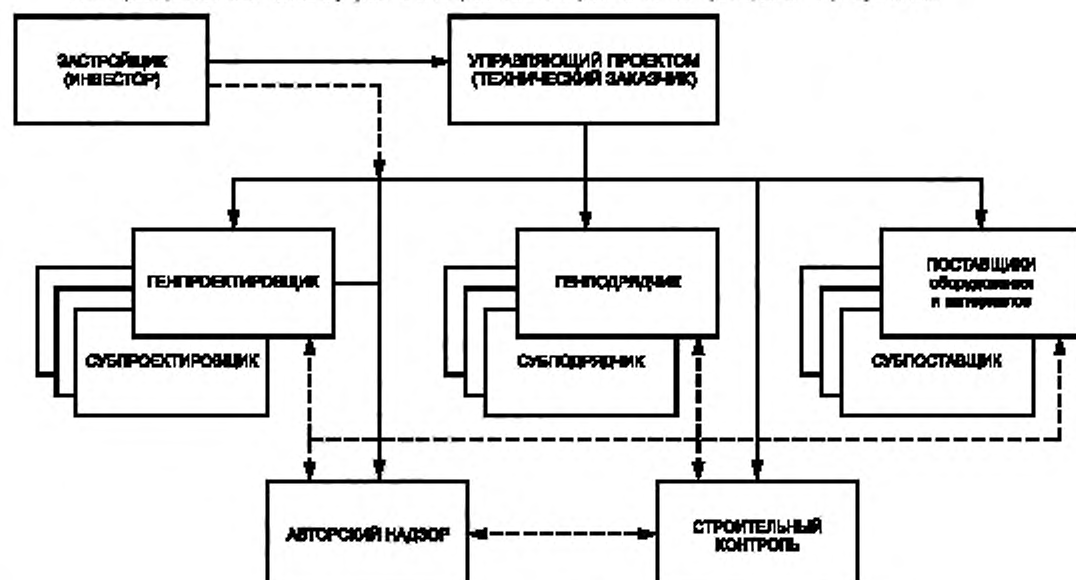 ЗАСТРОЙЩИК
(ИНВЕСТОР)
УПРАВЛЯЮЩИЙ ПРОЕКТОМ
(ТЕХНИЧЕСКИЙ ЗАКАЗЧИК)
ГЕНПРОЕКТИРОВЩИК
ГЕНПОДРЯДЧИК
ПОСТАВЩИКИ
оборудования
и материалов
СУБПРОЕКТИРОВЩИК
СУБПОДРЯДЧИК
СУБПОСТАВЩИК
АВТОРСКИЙ НАДЗОР
СТРОИТЕЛЬНЫЙ
КОНТРОЛЬ